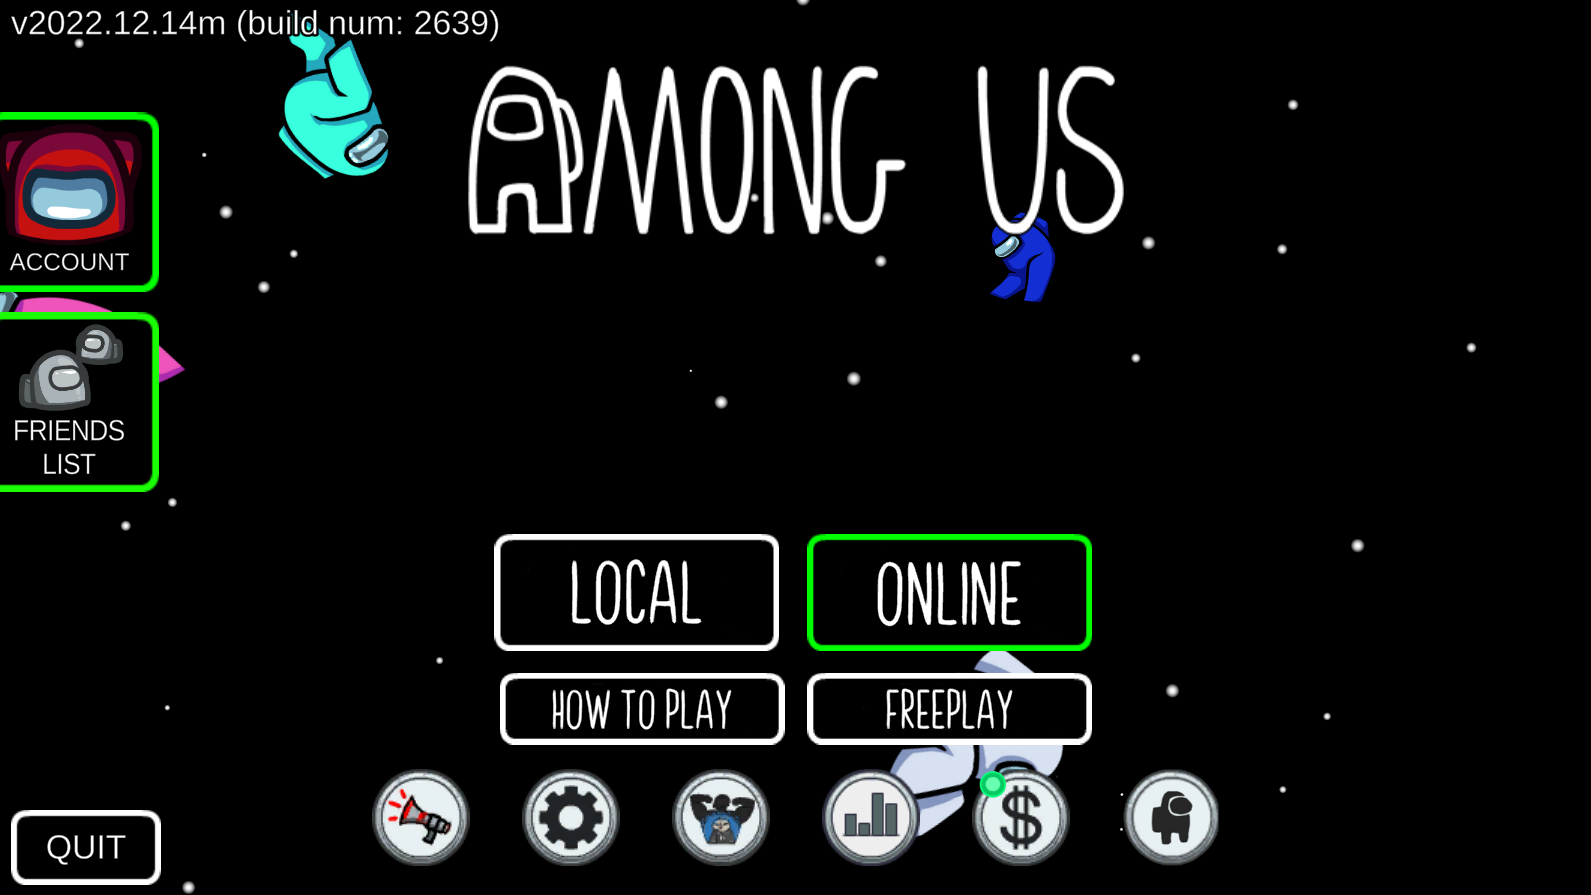 v2022.12.14m (build num: 2639)
AMONG US
ACCOUNT
FRIENDS
LIST
LOCAL
ONLINE
HOW TO PLAY
FREEPLAY
$
QUIT